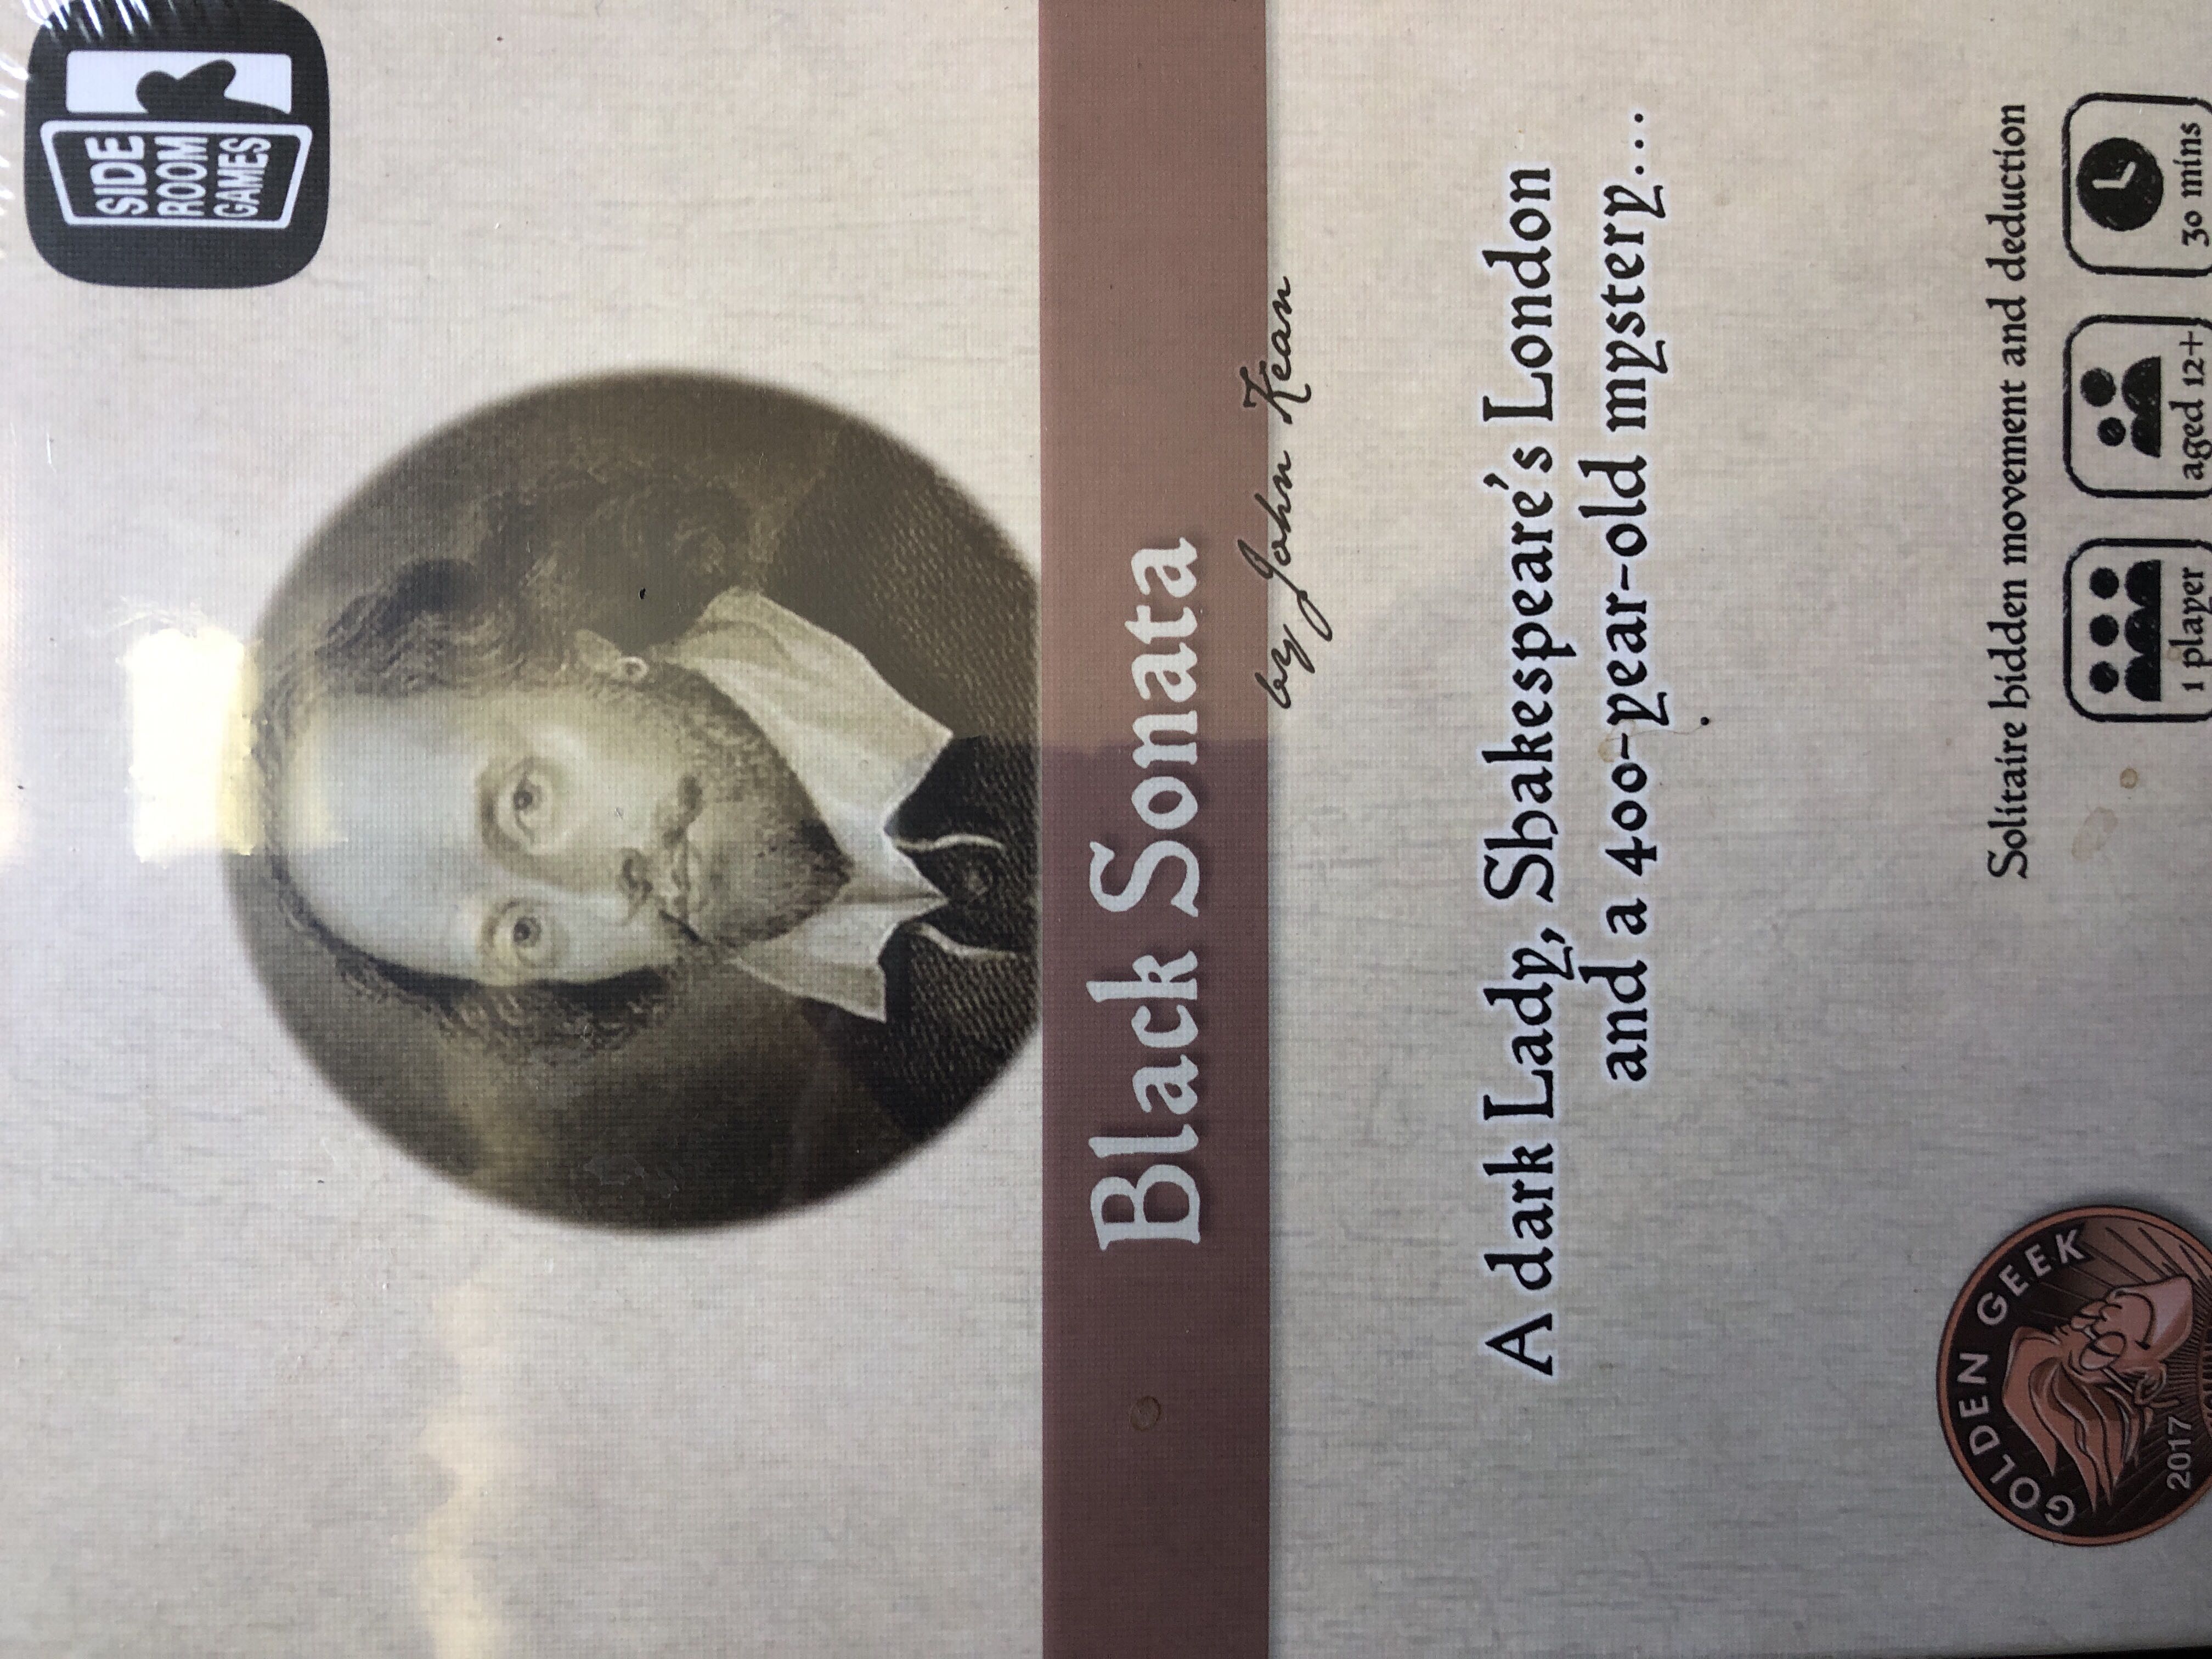 SIDE
ROOM
GAMES
Black Sonata
by John Kean
A dark Lady, Shakespeare's London
and a 400-year-old mystery...
Solitaire hidden movement and deduction
1 player
aged 12+
30 mins
GOLDEN GEEK
2017